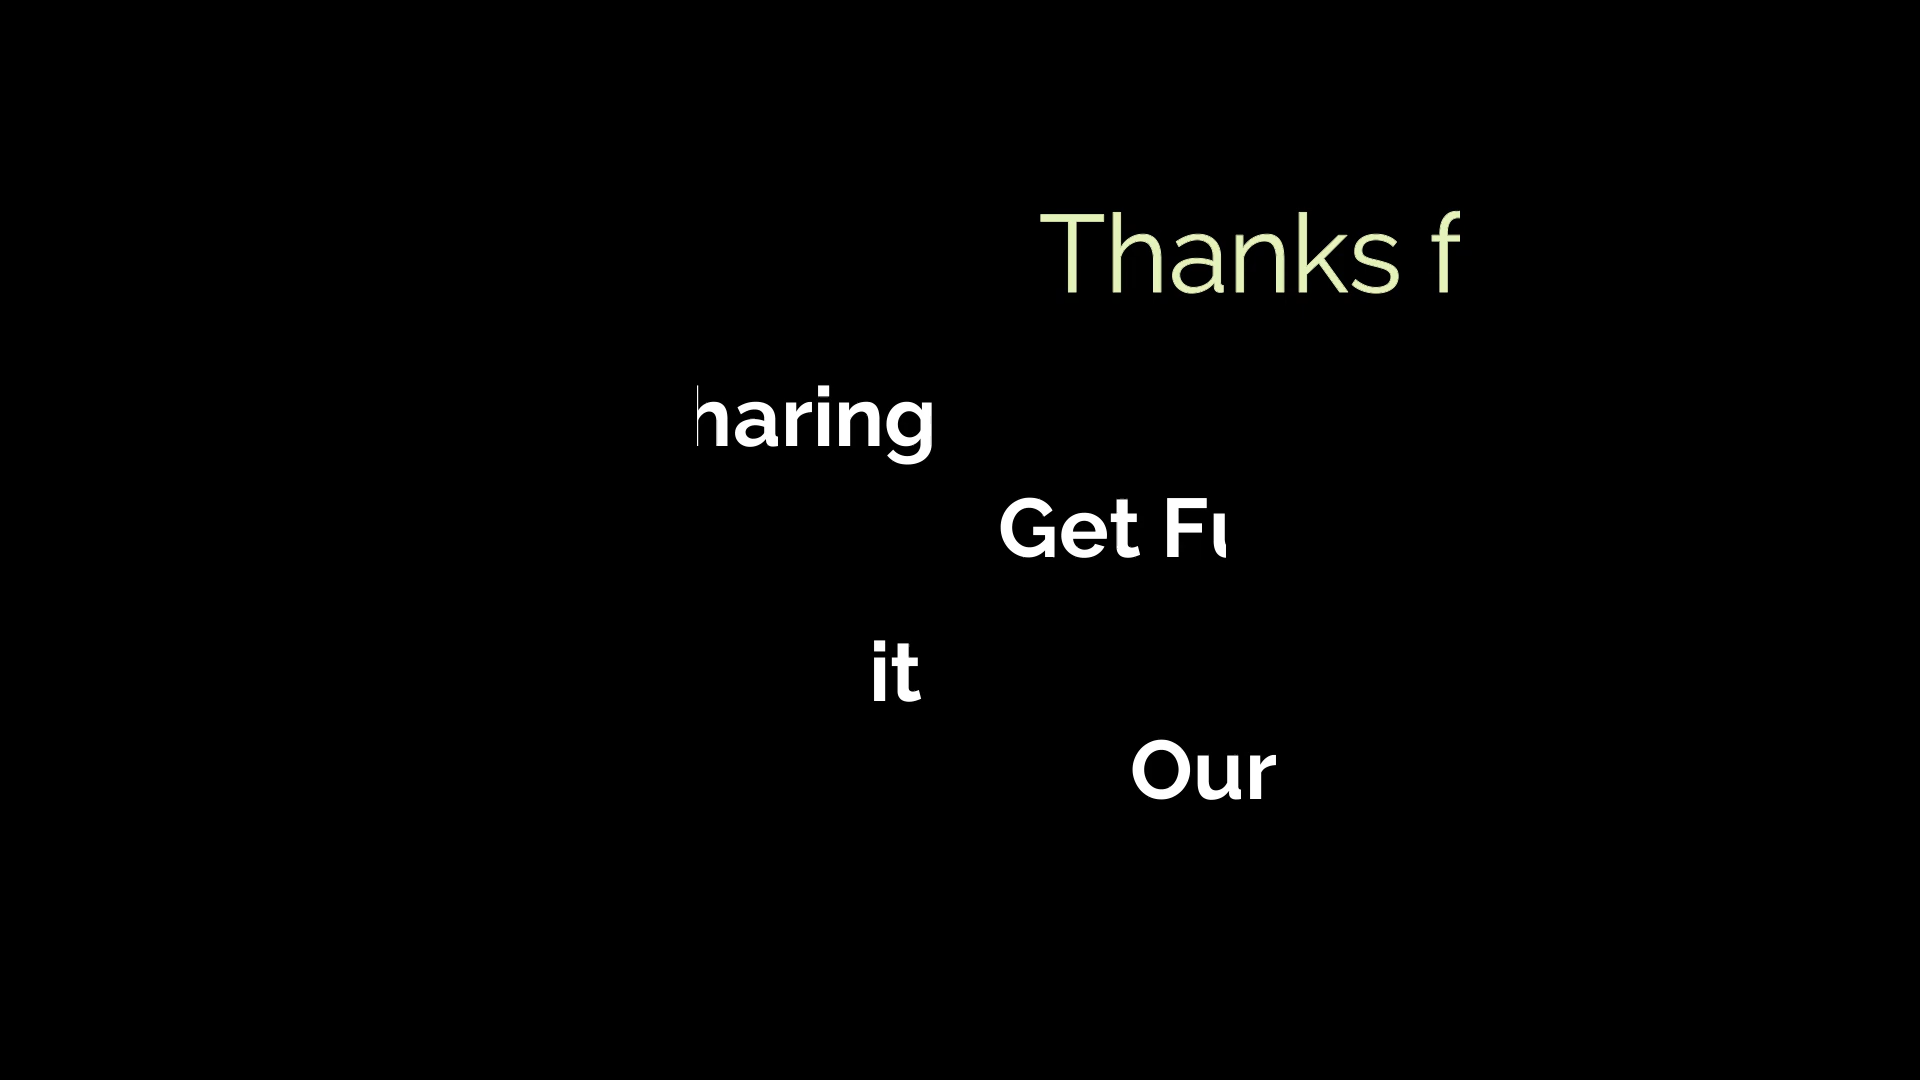 Thanks f
haring
Get Fu
it
Our